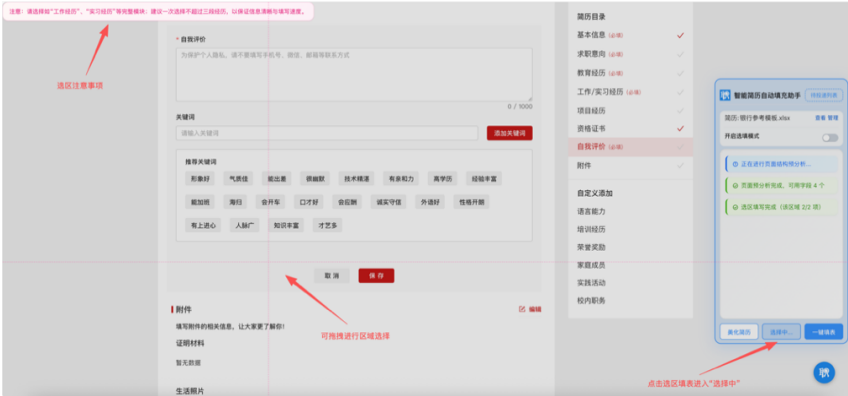 注意:请选择如"工作经历"、"实习经历"等完整模块;建议一次选择不超过三段经历,以保证信息清晰与填写速度。
选区注意事项
* 自我评价
为保护个人隐私,请不要填写手机号、微信、邮箱等联系方式
0 / 1000
关键词
请输入关键词
添加关键词
推荐关键词
形象好 气质佳 能出差 很幽默 技术精湛 有亲和力 高学历 经验丰富
能加班 海归 会开车 口才好 会应酬 诚实守信 外语好 性格开朗
有上进心 人脉广 知识丰富 才艺多
取消 保存
可拖拽进行区域选择
附件 编辑
填写附件的相关信息,让大家更了解你!
证明材料
暂无数据
生活照片
简历目录
基本信息 (必填)
求职意向 (必填)
教育经历 (必填)
工作/实习经历 (必填)
项目经历
资格证书
自我评价 (必填)
附件
自定义添加
语言能力
培训经历
荣誉奖励
家庭成员
实践活动
校内职务
智能简历自动填充助手
简历:银行参考模板.xlsx 查看 管理
开启选填模式
正在进行页面结构预分析...
页面预分析完成,可填字段 4 个
选区填写完成(该区域 2/2 项)
美化简历 选择中... 一键填表
点击选区填表进入"选择中"